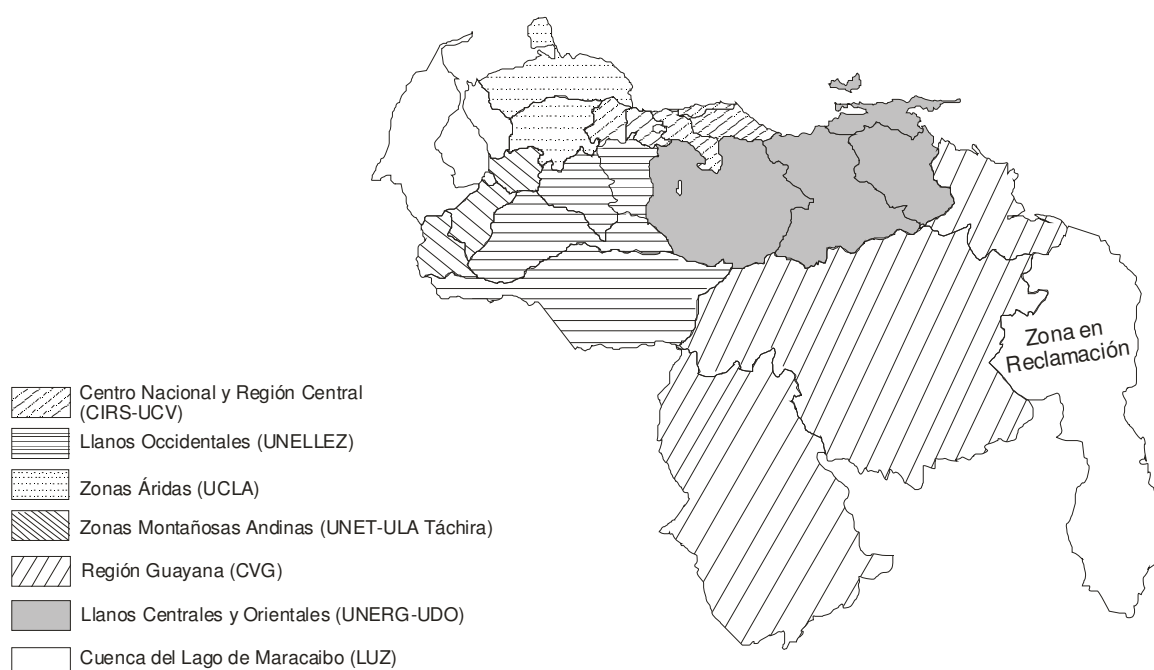 Zona en
Reclamación
Centro Nacional y Región Central
(CIRS-UCV)
Llanos Occidentales (UNELLEZ)
Zonas Áridas (UCLA)
Zonas Montañosas Andinas (UNET-ULA Táchira)
Región Guayana (CVG)
Llanos Centrales y Orientales (UNERG-UDO)
Cuenca del Lago de Maracaibo (LUZ)